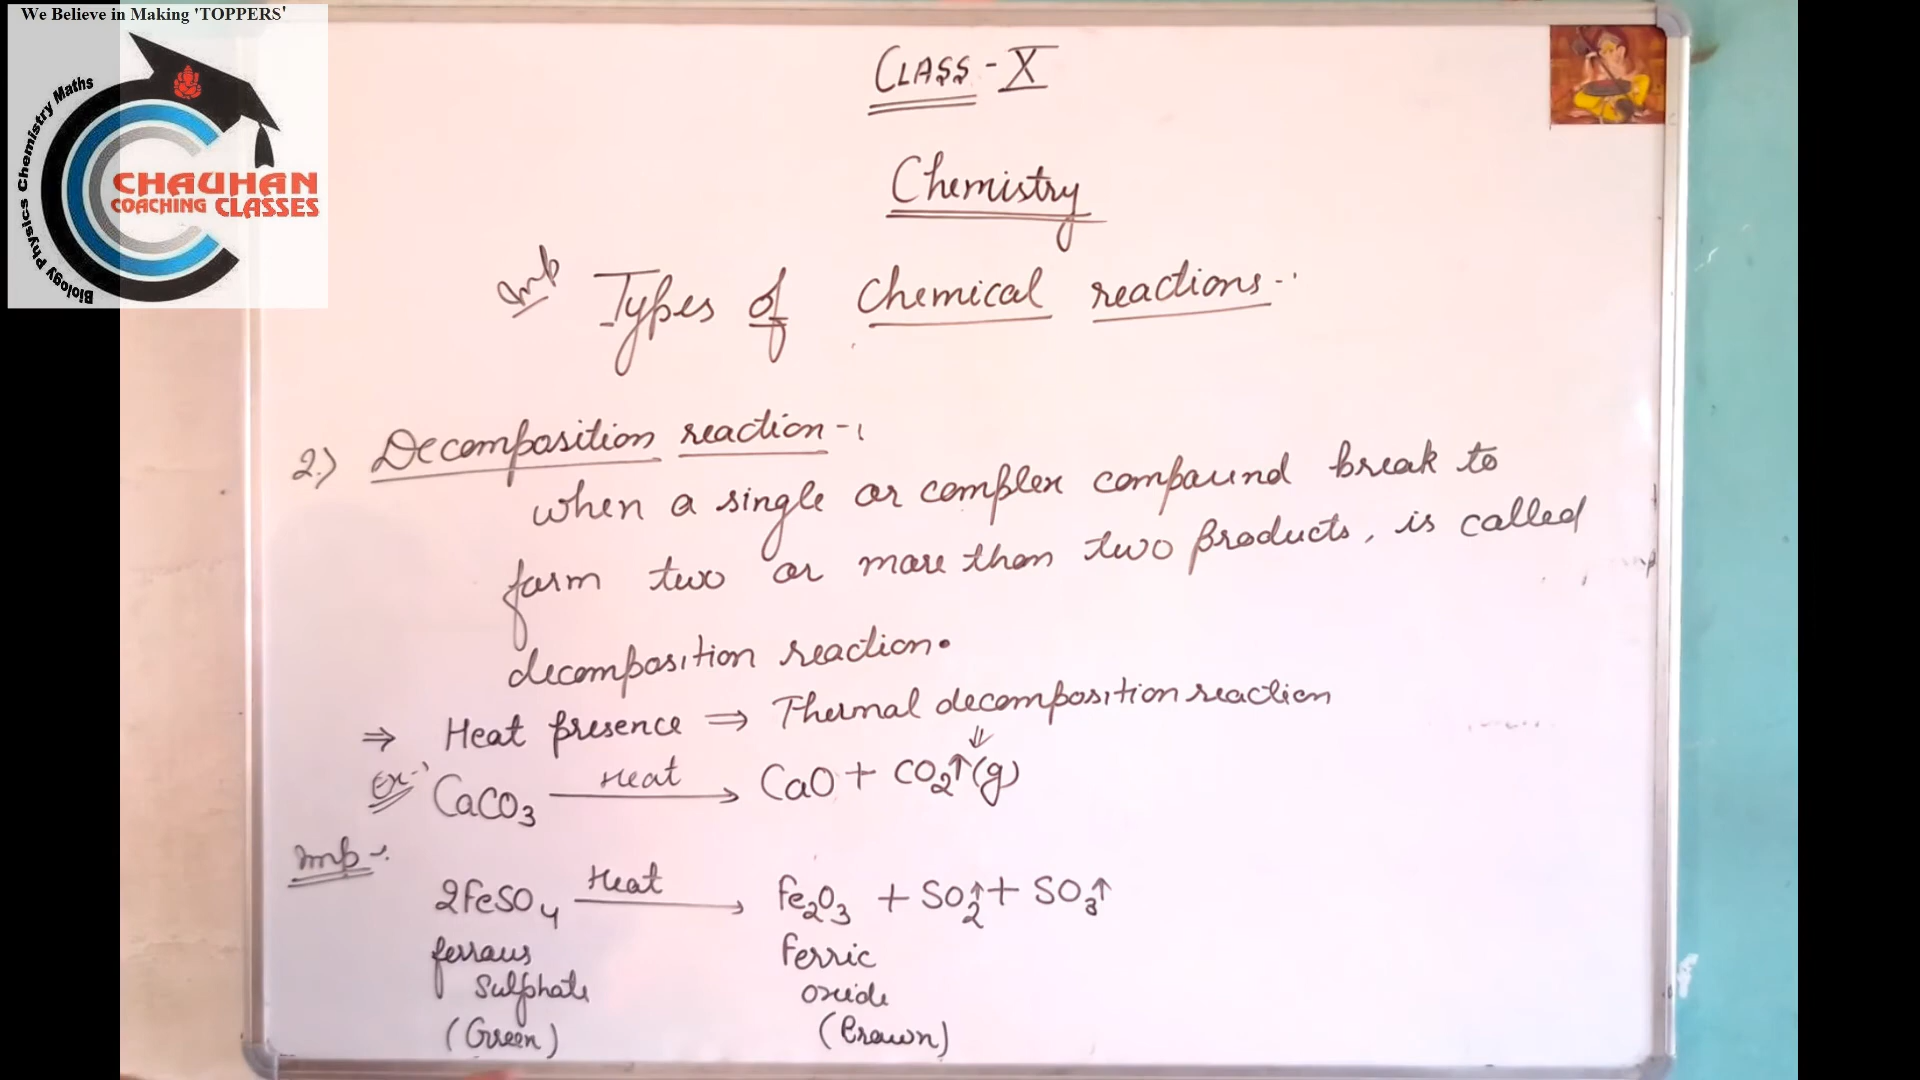 We Believe in Making 'TOPPERS'
Biology Physics Chemistry Maths
CHAUHAN
COACHING CLASSES
CLASS - X
Chemistry
Imp Types of Chemical reactions :-
2.) Decomposition reaction :-
when a single or complex compound break to
form two or more than two products, is called
decomposition reaction.
⇒ Heat presence ⇒ Thermal decomposition reaction
⇓
Ex:- CaCO₃ —Heat→ CaO + CO₂↑(g)
Imp :-
2FeSO₄ —Heat→ Fe₂O₃ + SO₂↑ + SO₃↑
ferrous Ferric
Sulphate oxide
(Green) (Brown)